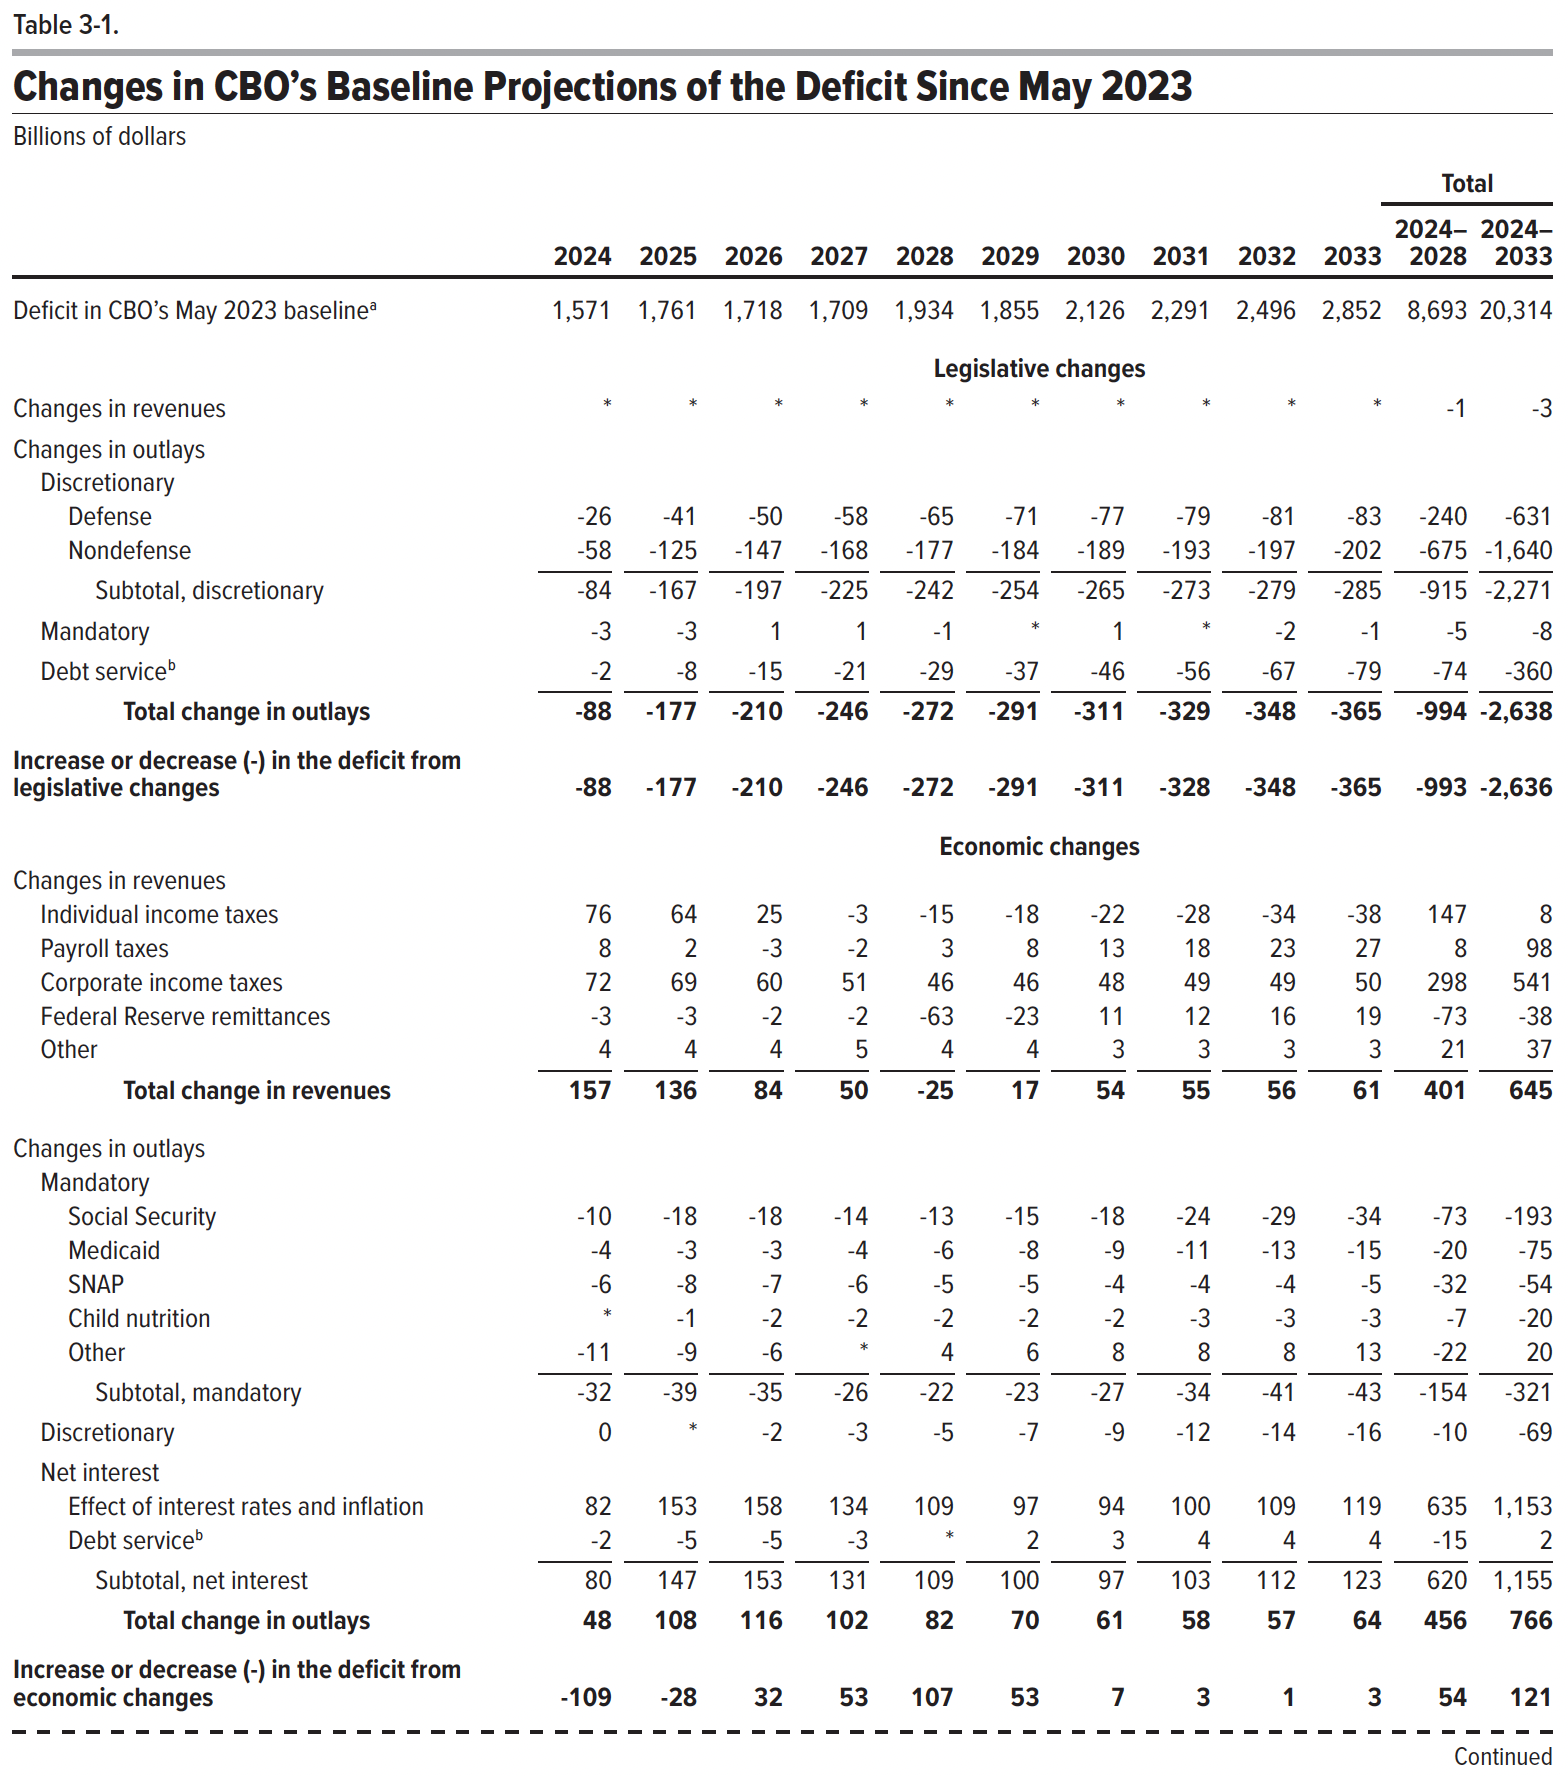 Table 3-1.
Changes in CBO’s Baseline Projections of the Deficit Since May 2023
Billions of dollars
Total
2024– 2024–
2024 2025 2026 2027 2028 2029 2030 2031 2032 2033 2028 2033
Deficit in CBO’s May 2023 baselineᵃ 1,571 1,761 1,718 1,709 1,934 1,855 2,126 2,291 2,496 2,852 8,693 20,314
Legislative changes
Changes in revenues * * * * * * * * * * -1 -3
Changes in outlays
Discretionary
Defense -26 -41 -50 -58 -65 -71 -77 -79 -81 -83 -240 -631
Nondefense -58 -125 -147 -168 -177 -184 -189 -193 -197 -202 -675 -1,640
Subtotal, discretionary -84 -167 -197 -225 -242 -254 -265 -273 -279 -285 -915 -2,271
Mandatory -3 -3 1 1 -1 * 1 * -2 -1 -5 -8
Debt serviceᵇ -2 -8 -15 -21 -29 -37 -46 -56 -67 -79 -74 -360
Total change in outlays -88 -177 -210 -246 -272 -291 -311 -329 -348 -365 -994 -2,638
Increase or decrease (-) in the deficit from
legislative changes -88 -177 -210 -246 -272 -291 -311 -328 -348 -365 -993 -2,636
Economic changes
Changes in revenues
Individual income taxes 76 64 25 -3 -15 -18 -22 -28 -34 -38 147 8
Payroll taxes 8 2 -3 -2 3 8 13 18 23 27 8 98
Corporate income taxes 72 69 60 51 46 46 48 49 49 50 298 541
Federal Reserve remittances -3 -3 -2 -2 -63 -23 11 12 16 19 -73 -38
Other 4 4 4 5 4 4 3 3 3 3 21 37
Total change in revenues 157 136 84 50 -25 17 54 55 56 61 401 645
Changes in outlays
Mandatory
Social Security -10 -18 -18 -14 -13 -15 -18 -24 -29 -34 -73 -193
Medicaid -4 -3 -3 -4 -6 -8 -9 -11 -13 -15 -20 -75
SNAP -6 -8 -7 -6 -5 -5 -4 -4 -4 -5 -32 -54
Child nutrition * -1 -2 -2 -2 -2 -2 -3 -3 -3 -7 -20
Other -11 -9 -6 * 4 6 8 8 8 13 -22 20
Subtotal, mandatory -32 -39 -35 -26 -22 -23 -27 -34 -41 -43 -154 -321
Discretionary 0 * -2 -3 -5 -7 -9 -12 -14 -16 -10 -69
Net interest
Effect of interest rates and inflation 82 153 158 134 109 97 94 100 109 119 635 1,153
Debt serviceᵇ -2 -5 -5 -3 * 2 3 4 4 4 -15 2
Subtotal, net interest 80 147 153 131 109 100 97 103 112 123 620 1,155
Total change in outlays 48 108 116 102 82 70 61 58 57 64 456 766
Increase or decrease (-) in the deficit from
economic changes -109 -28 32 53 107 53 7 3 1 3 54 121
Continued